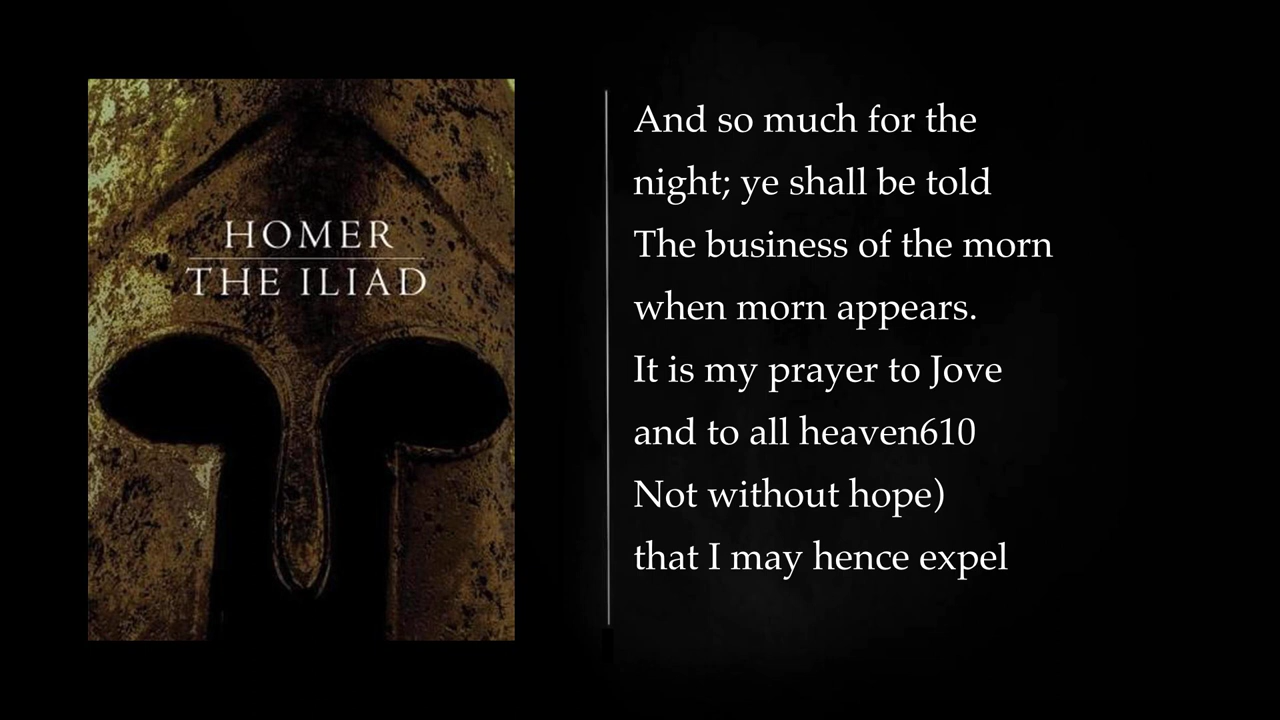 HOMER
THE ILIAD
And so much for the
night; ye shall be told
The business of the morn
when morn appears.
It is my prayer to Jove
and to all heaven610
Not without hope)
that I may hence expel